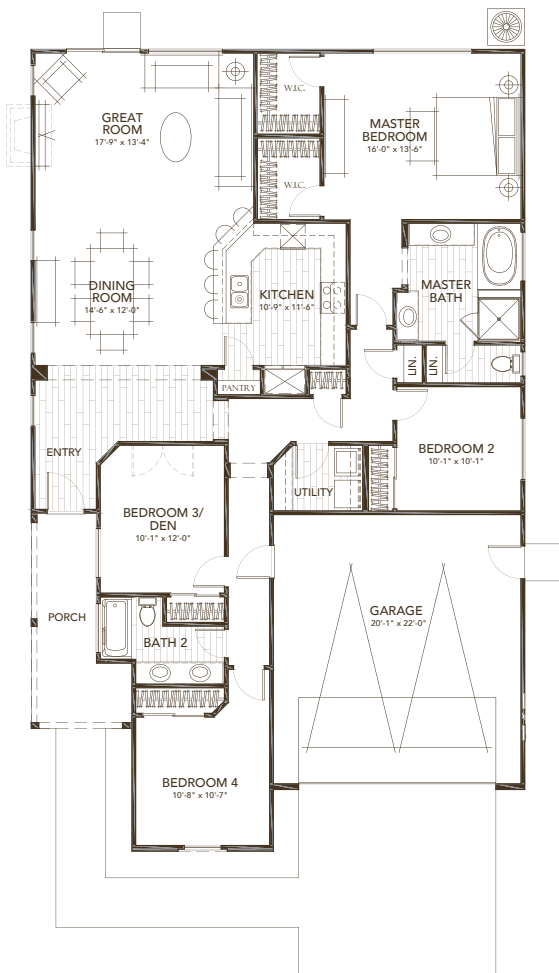 GREAT
ROOM
17'-9" x 13'-4"
W.I.C.
MASTER
BEDROOM
16'-0" x 13'-6"
W.I.C.
DINING
ROOM
14'-6" x 12'-0"
KITCHEN
10'-9" x 11'-6"
MASTER
BATH
LIN.
LIN.
PANTRY
ENTRY
BEDROOM 2
10'-1" x 10'-1"
UTILITY
BEDROOM 3/
DEN
10'-1" x 12'-0"
PORCH
BATH 2
GARAGE
20'-1" x 22'-0"
BEDROOM 4
10'-8" x 10'-7"